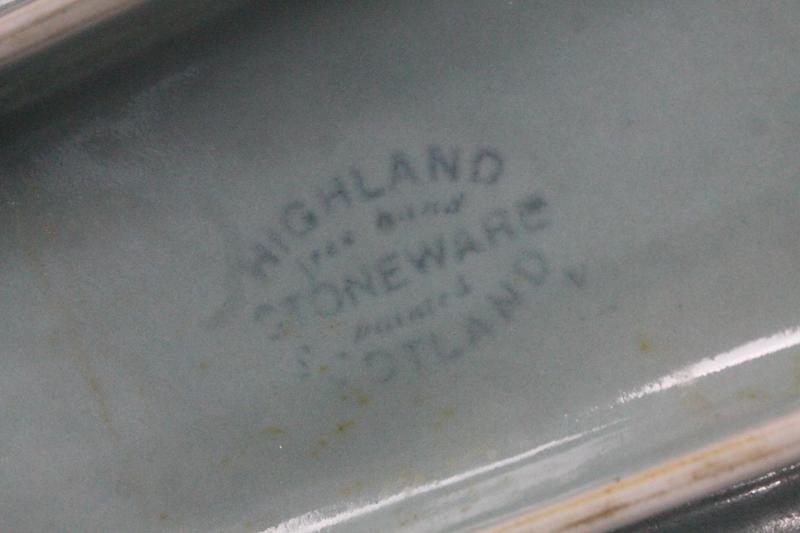 HIGHLAND
free hand
STONEWARE
painted
SCOTLAND